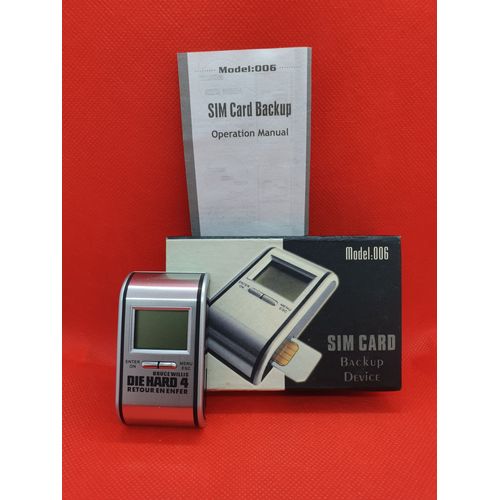 Model:006
SIM Card Backup
Operation Manual
Model:006
SIM CARD
BACKUP
DEVICE
ENTER
ON
MENU
ESC
BRUCE WILLIS
DIE HARD 4
RETOUR EN ENFER